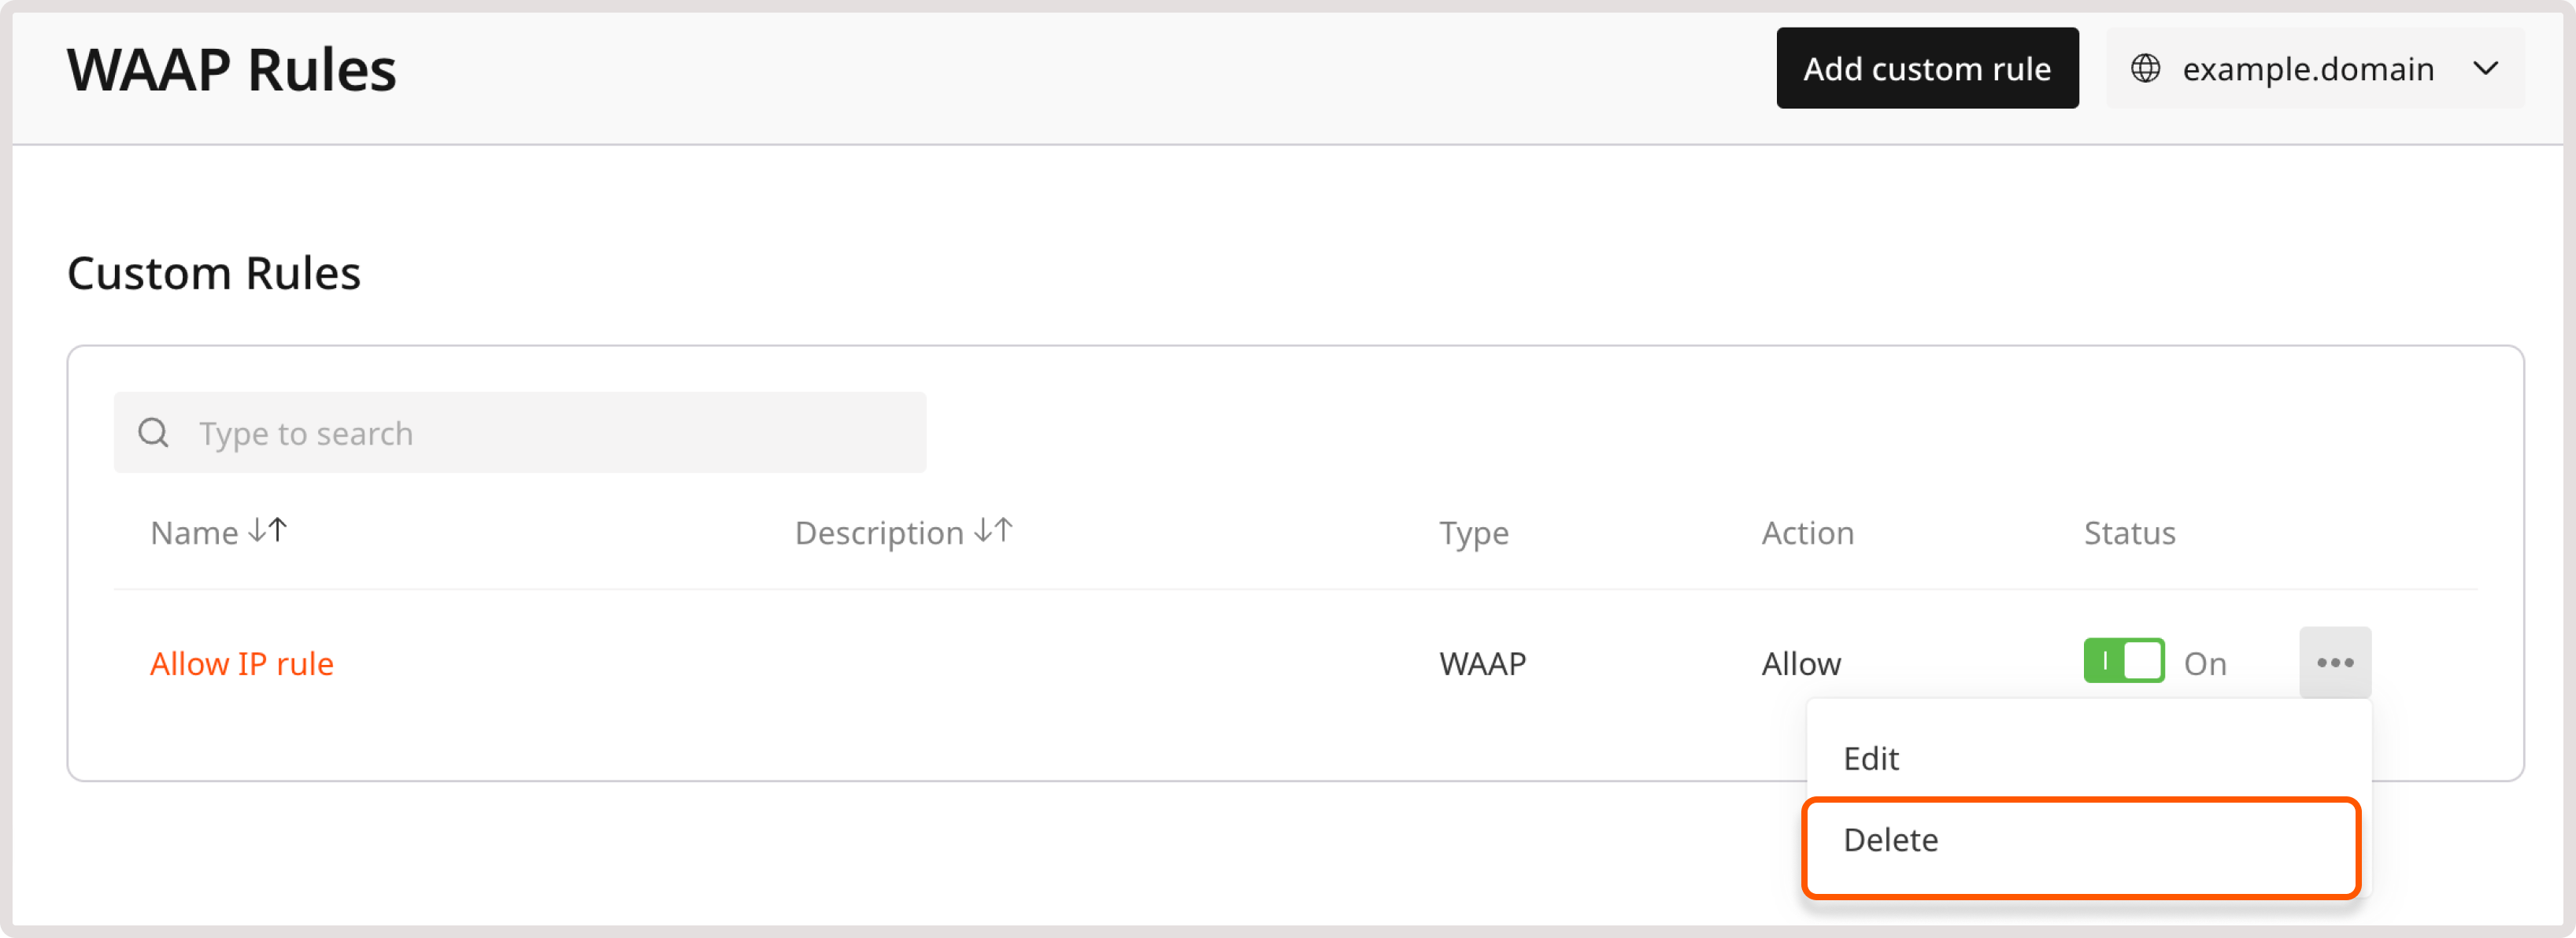 WAAP Rules
Add custom rule
example.domain
Custom Rules
Type to search
Name Description Type Action Status
Allow IP rule WAAP Allow On
Edit
Delete